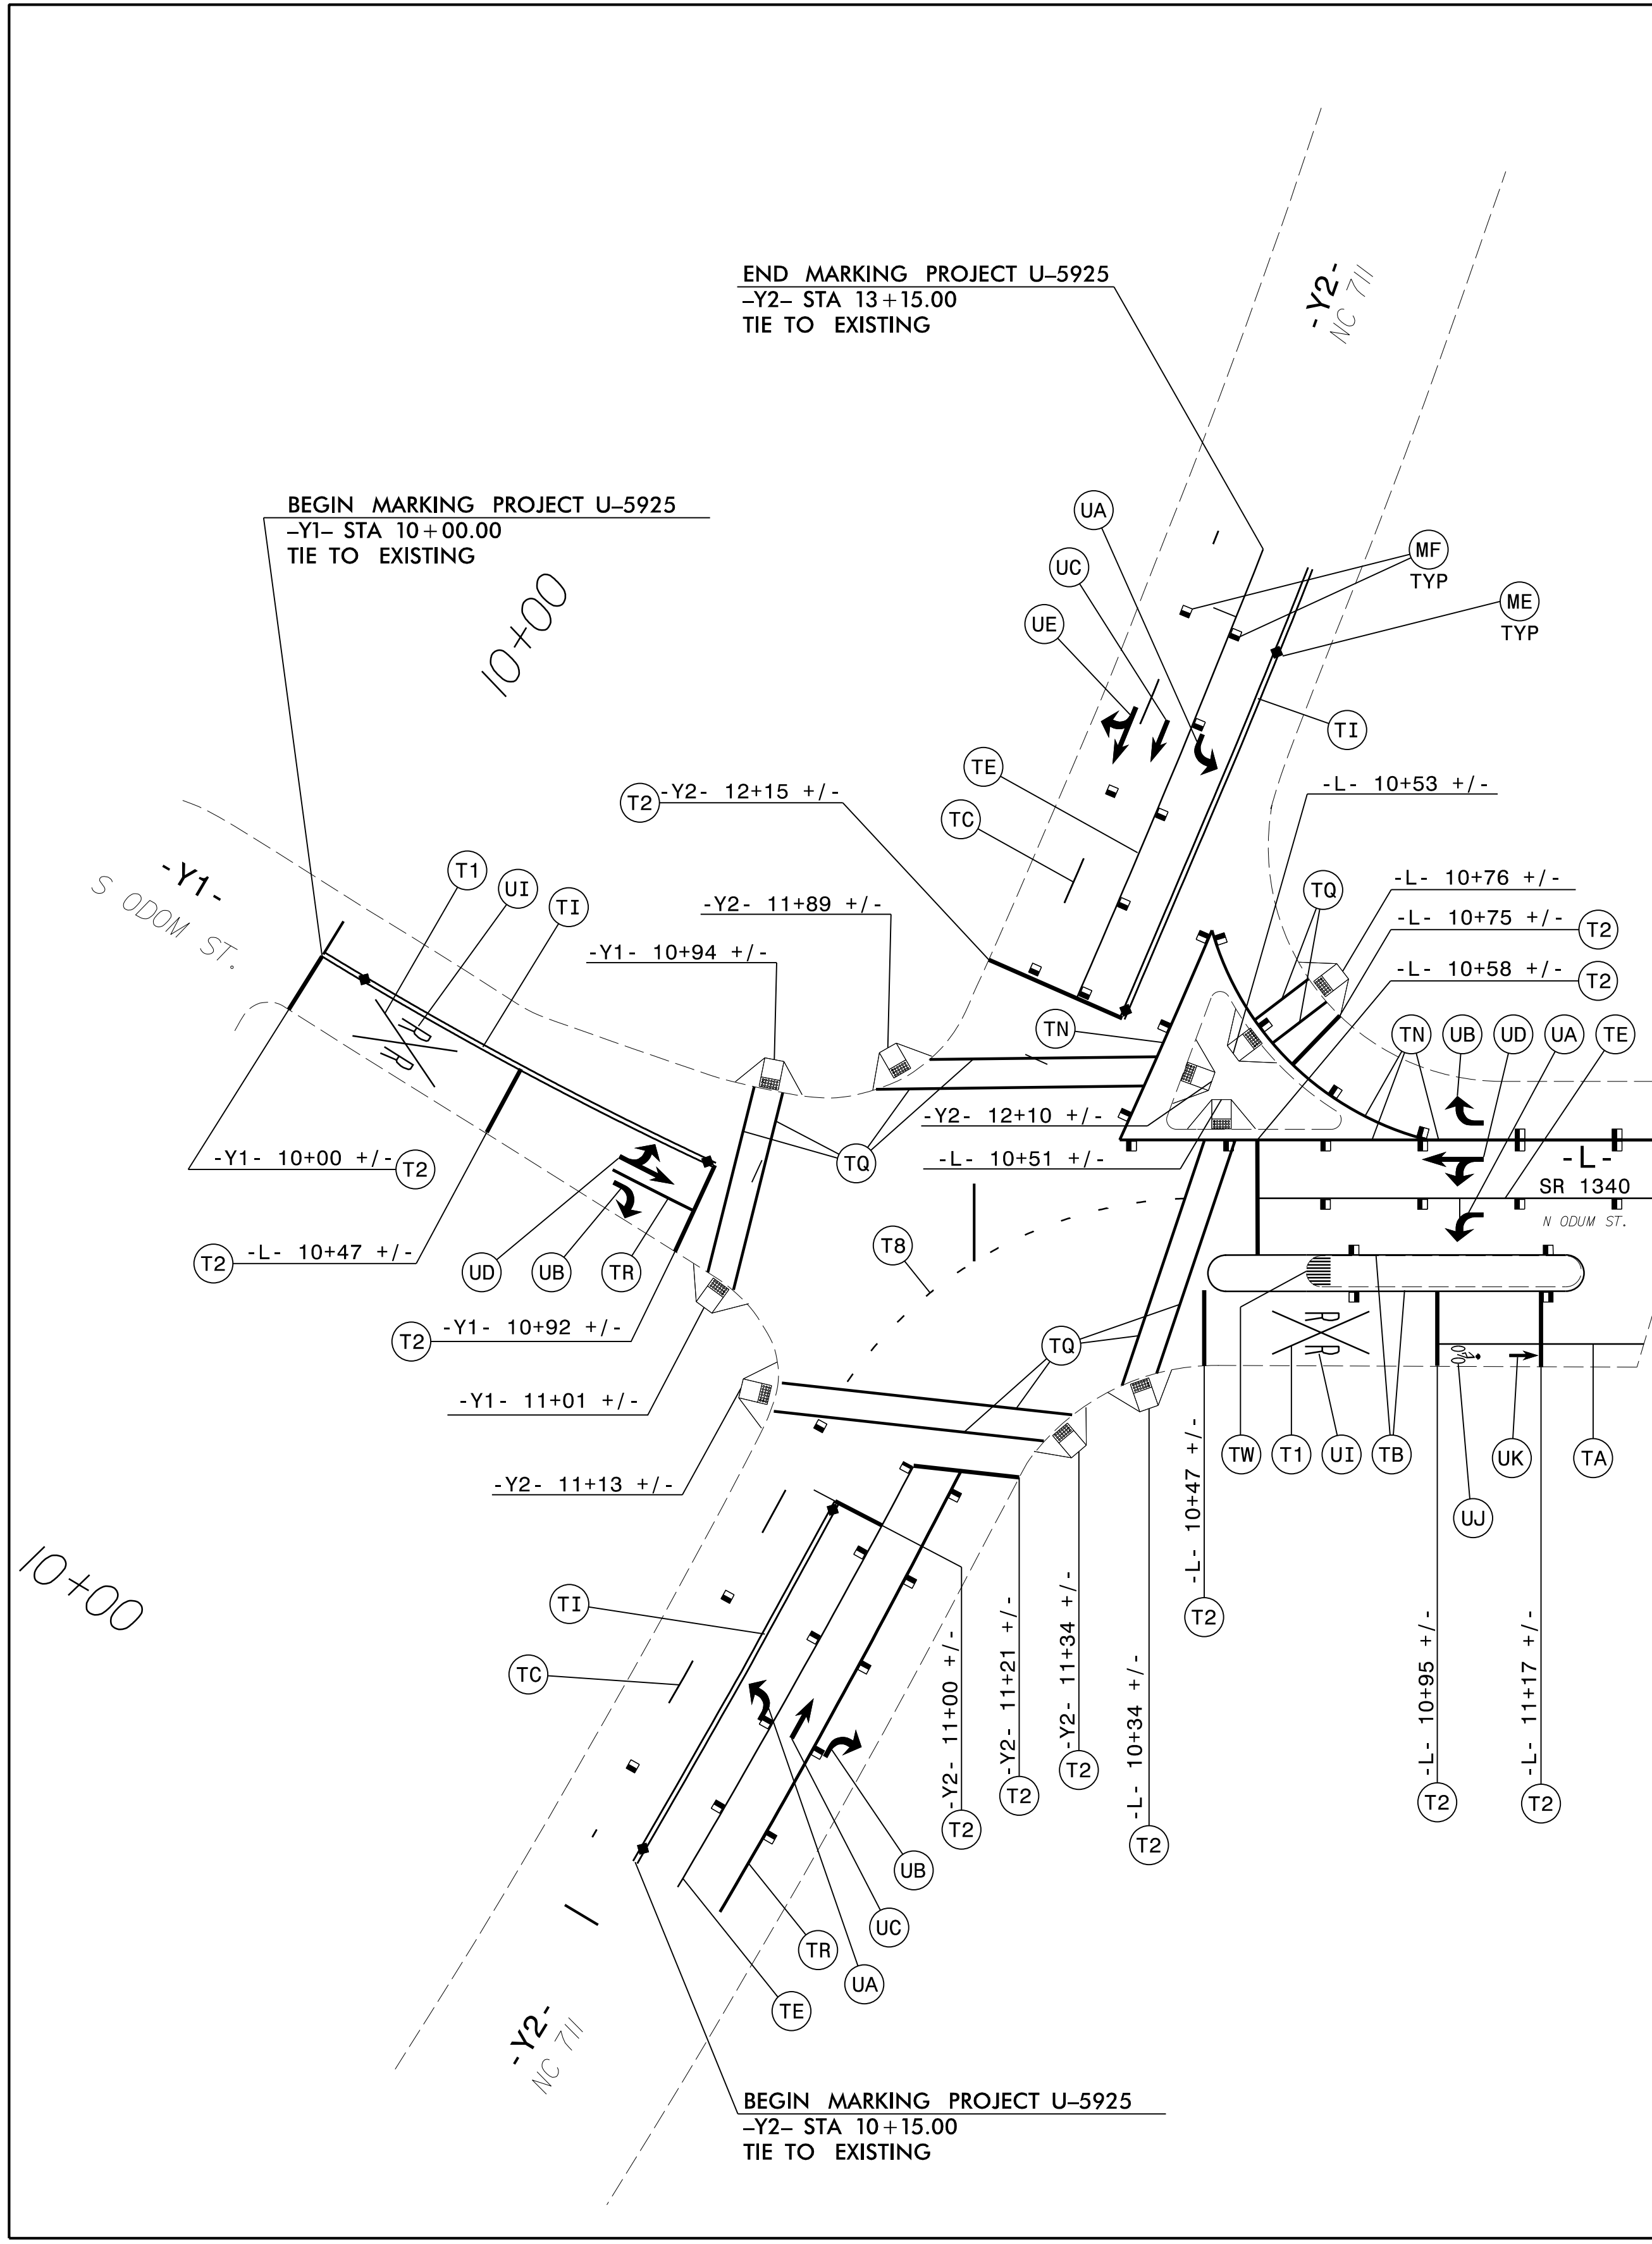 END MARKING PROJECT U–5925
–Y2– STA 13+15.00
TIE TO EXISTING
-Y2-
NC 711
BEGIN MARKING PROJECT U–5925
–Y1– STA 10+00.00
TIE TO EXISTING
10+00
UA
UC
UE
MF
TYP
ME
TYP
TI
TE
TC
T2 -Y2- 12+15 +/-
-L- 10+53 +/-
-Y1-
S ODOM ST.
T1
UI
TI
-Y2- 11+89 +/-
-Y1- 10+94 +/-
TQ
-L- 10+76 +/-
-L- 10+75 +/- T2
-L- 10+58 +/- T2
TN
TN
UB
UD
UA
TE
R R
-Y2- 12+10 +/-
-L- 10+51 +/-
TQ
-Y1- 10+00 +/- T2
-L-
SR 1340
N ODUM ST.
T2 -L- 10+47 +/-
UD
UB
TR
T8
T2 -Y1- 10+92 +/-
TQ
R R
-Y1- 11+01 +/-
-Y2- 11+13 +/-
TW
T1
UI
TB
UK
TA
UJ
-L- 10+47 +/-
T2
10+00
TI
TC
-Y2- 11+00 +/-
T2
-Y2- 11+21 +/-
T2
-Y2- 11+34 +/-
T2
-L- 10+34 +/-
T2
-L- 10+95 +/-
T2
-L- 11+17 +/-
T2
UB
UC
TR
UA
TE
-Y2-
NC 711
BEGIN MARKING PROJECT U–5925
–Y2– STA 10+15.00
TIE TO EXISTING